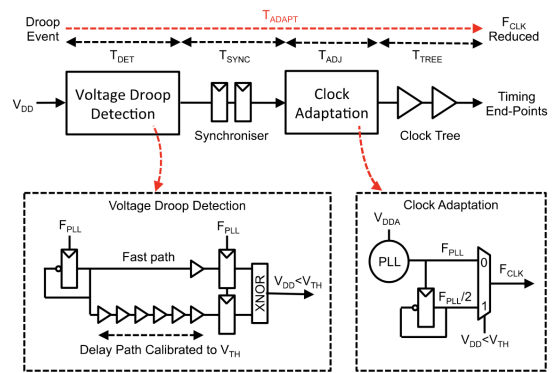 Droop Event
T_ADAPT
F_CLK Reduced
T_DET
T_SYNC
T_ADJ
T_TREE
V_DD
Voltage Droop Detection
Synchroniser
Clock Adaptation
Clock Tree
Timing End-Points
Voltage Droop Detection
F_PLL
F_PLL
Fast path
XNOR
V_DD<V_TH
Delay Path Calibrated to V_TH
Clock Adaptation
V_DDA
PLL
F_PLL
0
F_CLK
F_PLL/2
1
V_DD<V_TH